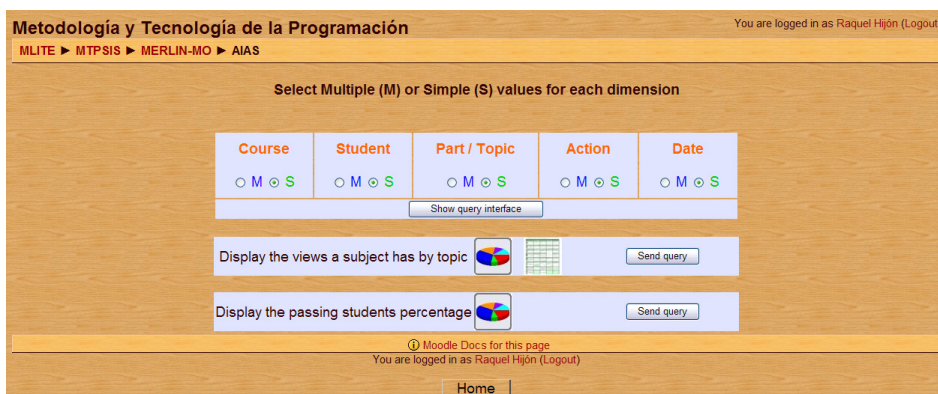 Metodología y Tecnología de la Programación
You are logged in as Raquel Hijón (Logout
MLITE ► MTPSIS ► MERLIN-MO ► AIAS
Select Multiple (M) or Simple (S) values for each dimension
Course Student Part / Topic Action Date
M S M S M S M S M S
Show query interface
Display the views a subject has by topic Send query
Display the passing students percentage Send query
Moodle Docs for this page
You are logged in as Raquel Hijón (Logout)
Home